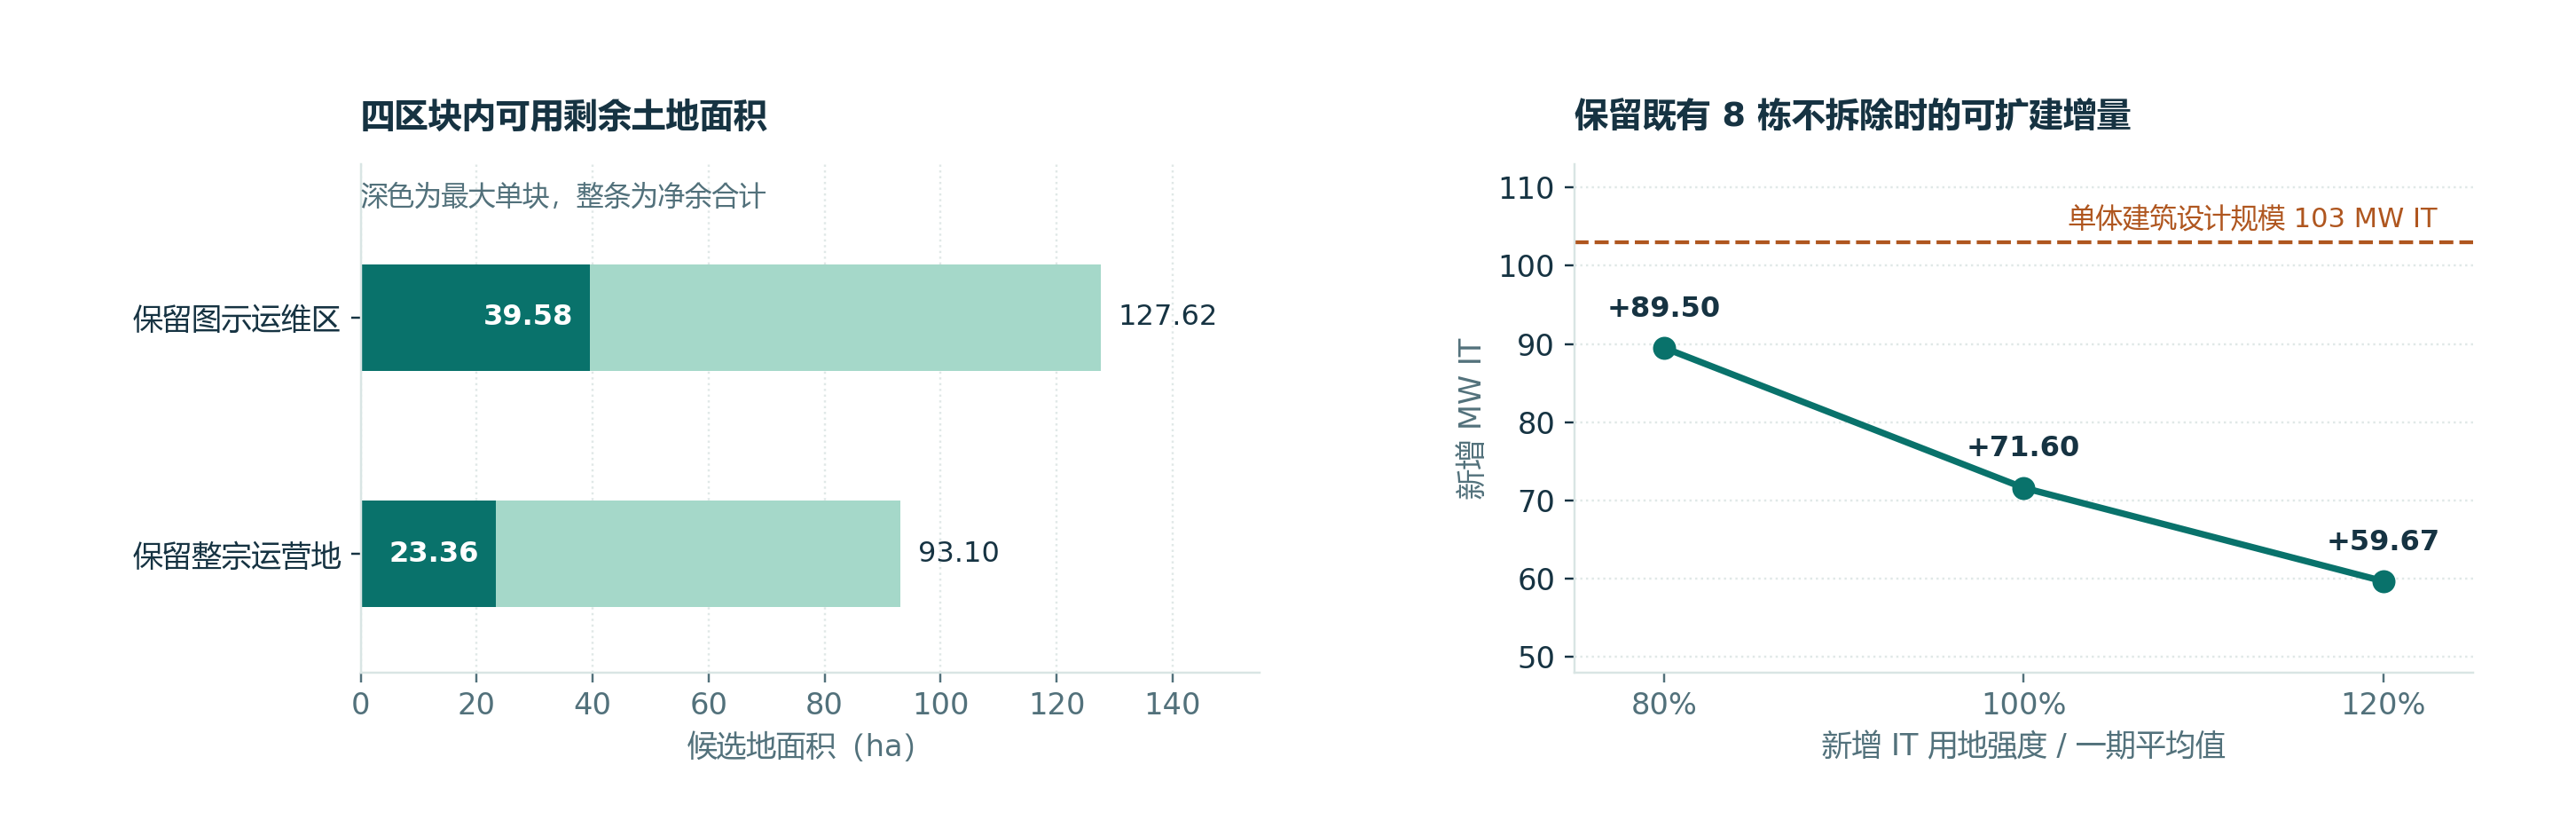 四区块内可用剩余土地面积
深色为最大单块，整条为净余合计
保留图示运维区
39.58
127.62
保留整宗运营地
23.36
93.10
0 20 40 60 80 100 120 140
候选地面积（ha）
保留既有 8 栋不拆除时的可扩建增量
新增 MW IT
110
100
90
80
70
60
50
单体建筑设计规模 103 MW IT
+89.50
+71.60
+59.67
80% 100% 120%
新增 IT 用地强度 / 一期平均值